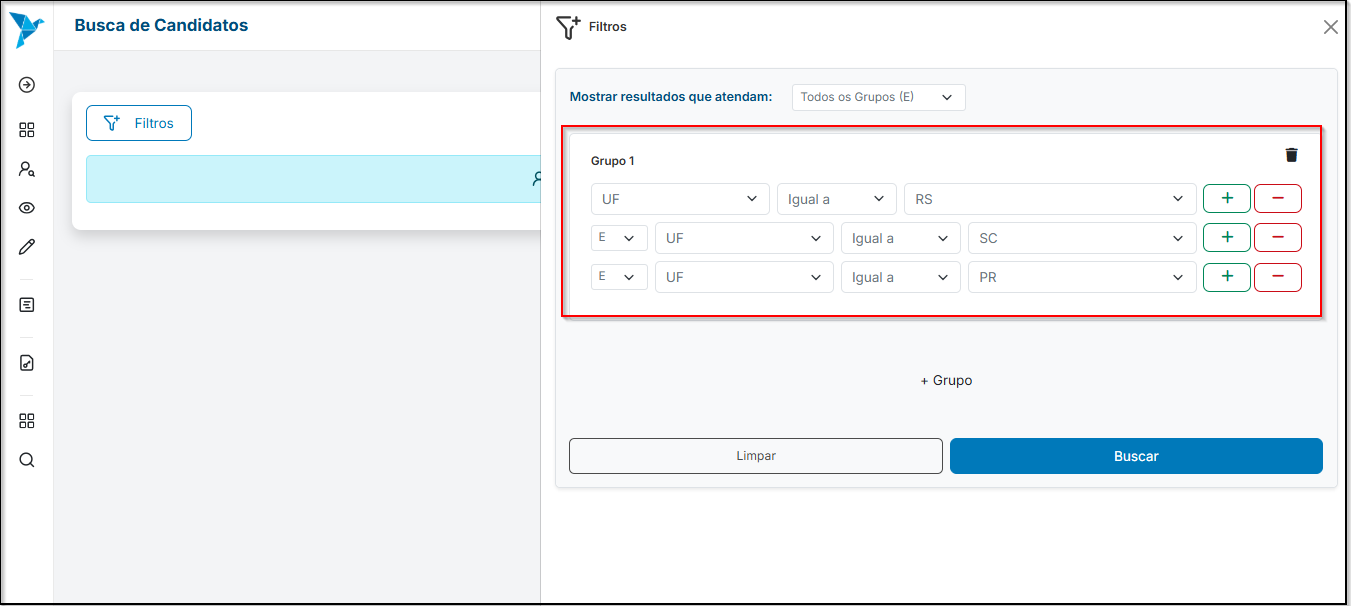 Busca de Candidatos
Filtros
Filtros
Mostrar resultados que atendam: Todos os Grupos (E)
Grupo 1
UF Igual a RS + −
E UF Igual a SC + −
E UF Igual a PR + −
+ Grupo
Limpar Buscar